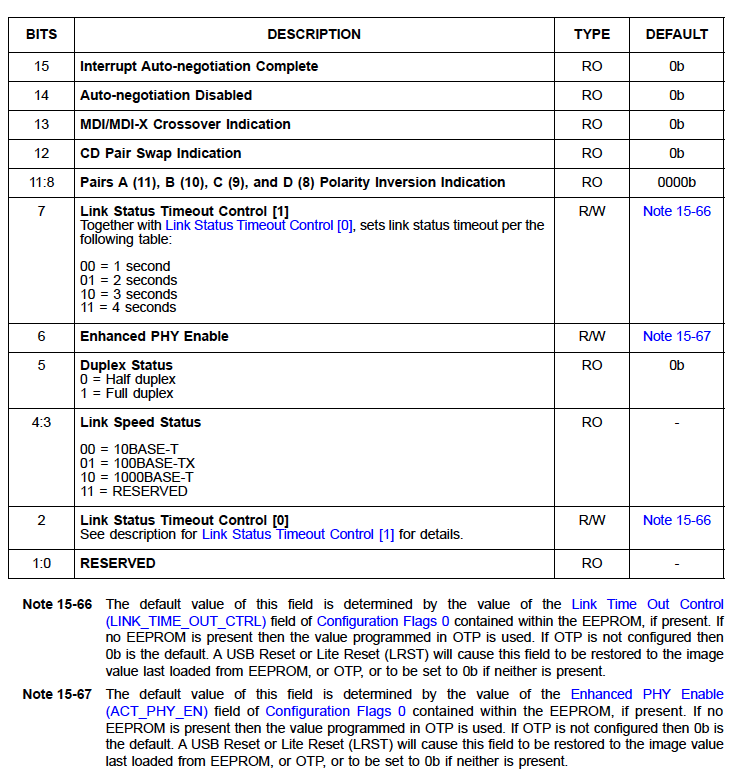 BITS DESCRIPTION TYPE DEFAULT
15 Interrupt Auto-negotiation Complete RO 0b
14 Auto-negotiation Disabled RO 0b
13 MDI/MDI-X Crossover Indication RO 0b
12 CD Pair Swap Indication RO 0b
11:8 Pairs A (11), B (10), C (9), and D (8) Polarity Inversion Indication RO 0000b
7 Link Status Timeout Control [1] R/W Note 15-66
Together with Link Status Timeout Control [0], sets link status timeout per the
following table:
00 = 1 second
01 = 2 seconds
10 = 3 seconds
11 = 4 seconds
6 Enhanced PHY Enable R/W Note 15-67
5 Duplex Status RO 0b
0 = Half duplex
1 = Full duplex
4:3 Link Speed Status RO -
00 = 10BASE-T
01 = 100BASE-TX
10 = 1000BASE-T
11 = RESERVED
2 Link Status Timeout Control [0] R/W Note 15-66
See description for Link Status Timeout Control [1] for details.
1:0 RESERVED RO -
Note 15-66 The default value of this field is determined by the value of the Link Time Out Control
(LINK_TIME_OUT_CTRL) field of Configuration Flags 0 contained within the EEPROM, if present. If
no EEPROM is present then the value programmed in OTP is used. If OTP is not configured then
0b is the default. A USB Reset or Lite Reset (LRST) will cause this field to be restored to the image
value last loaded from EEPROM, or OTP, or to be set to 0b if neither is present.
Note 15-67 The default value of this field is determined by the value of the Enhanced PHY Enable
(ACT_PHY_EN) field of Configuration Flags 0 contained within the EEPROM, if present. If no
EEPROM is present then the value programmed in OTP is used. If OTP is not configured then 0b is
the default. A USB Reset or Lite Reset (LRST) will cause this field to be restored to the image value
last loaded from EEPROM, or OTP, or to be set to 0b if neither is present.